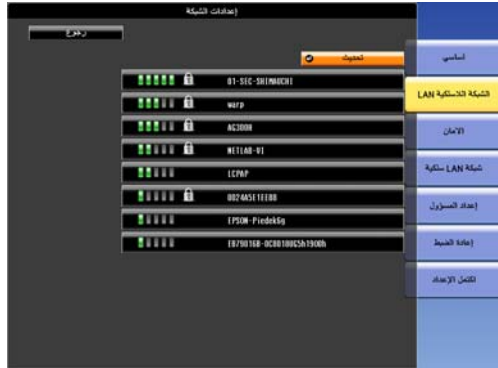 إعدادات الشبكة
رجوع
تحديث
01-SEC-SHIMAUCHI
warp
AG300H
NETLAB-V1
LCPAP
0024A5E1EEB8
EPSON-Piedek6g
EB79016B-0C80180G5h1900h
أساسي
الشبكة اللاسلكية LAN
الأمان
شبكة LAN سلكية
إعداد المسؤول
إعادة الضبط
اكتمل الإعداد